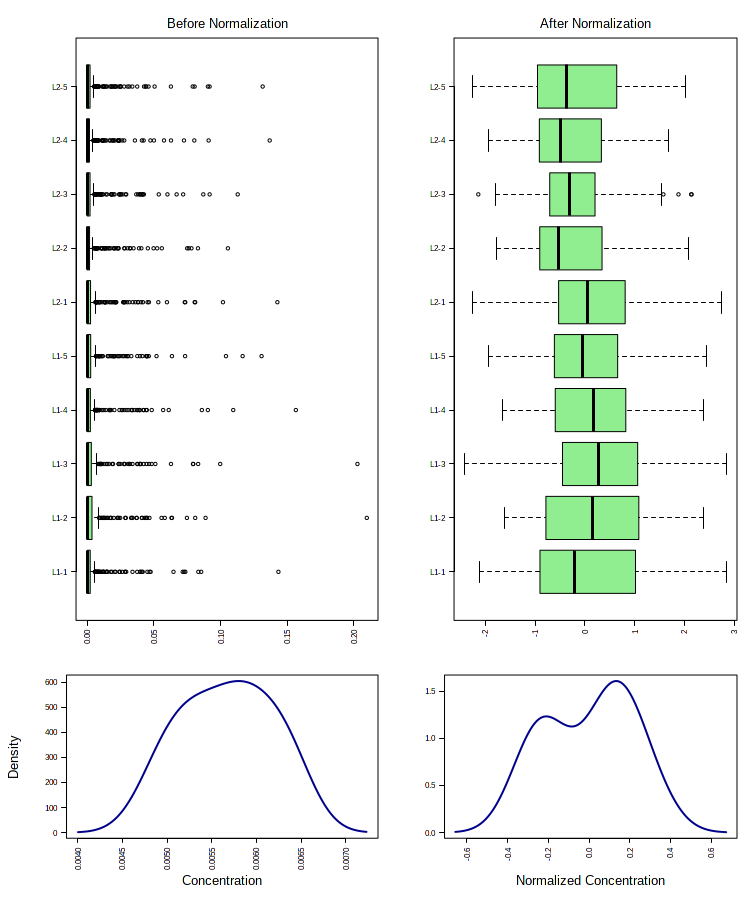 Before Normalization
After Normalization
L2-5
L2-4
L2-3
L2-2
L2-1
L1-5
L1-4
L1-3
L1-2
L1-1
0.00 0.05 0.10 0.15 0.20
L2-5
L2-4
L2-3
L2-2
L2-1
L1-5
L1-4
L1-3
L1-2
L1-1
-2 -1 0 1 2 3
Density
600
500
400
300
200
100
0
0.0040 0.0045 0.0050 0.0055 0.0060 0.0065 0.0070
Concentration
1.5
1.0
0.5
0.0
-0.6 -0.4 -0.2 0.0 0.2 0.4 0.6
Normalized Concentration